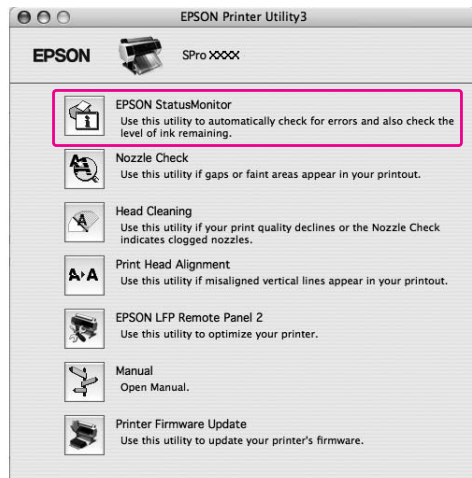 EPSON Printer Utility3
EPSON
SPro XXXX
EPSON StatusMonitor
Use this utility to automatically check for errors and also check the
level of ink remaining.
Nozzle Check
Use this utility if gaps or faint areas appear in your printout.
Head Cleaning
Use this utility if your print quality declines or the Nozzle Check
indicates clogged nozzles.
A▸A
Print Head Alignment
Use this utility if misaligned vertical lines appear in your printout.
EPSON LFP Remote Panel 2
Use this utility to optimize your printer.
Manual
Open Manual.
Printer Firmware Update
Use this utility to update your printer's firmware.